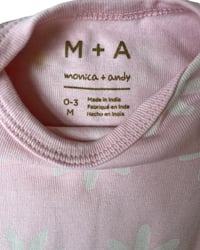 M + A
monica + andy
0-3 Made in India
M Fabriqué en Inde
Hecho en India